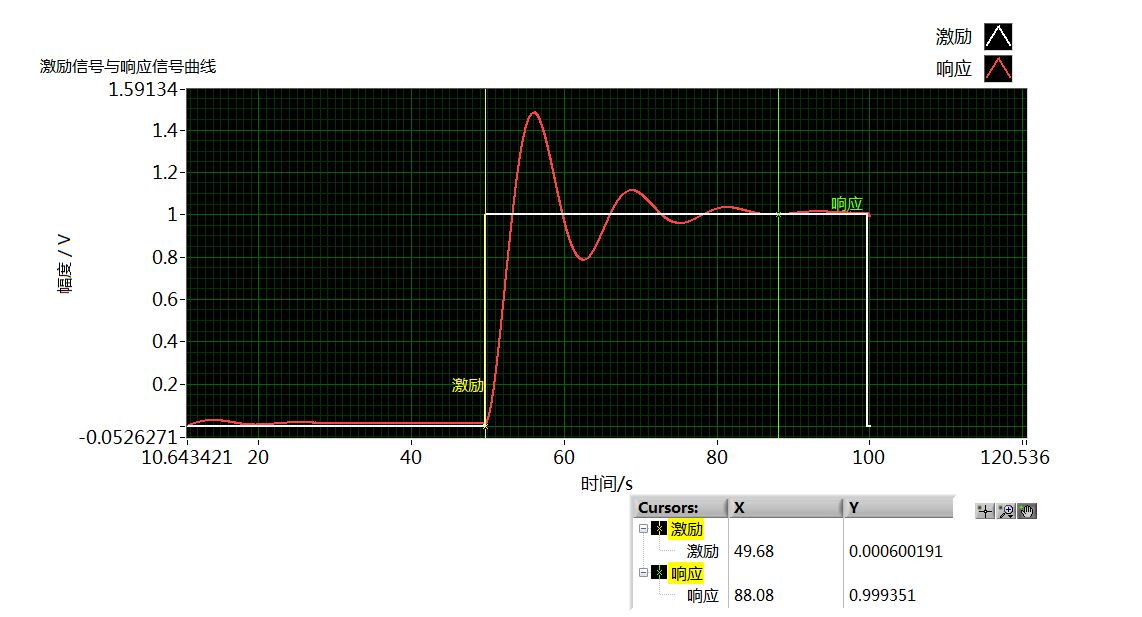 激励
响应
激励信号与响应信号曲线
1.59134
1.4
1.2
1
0.8
0.6
0.4
0.2
-0.0526271
幅度 / V
响应
激励
10.643421 20 40 60 80 100 120.536
时间/s
Cursors: X Y
激励
激励 49.68 0.000600191
响应
响应 88.08 0.999351